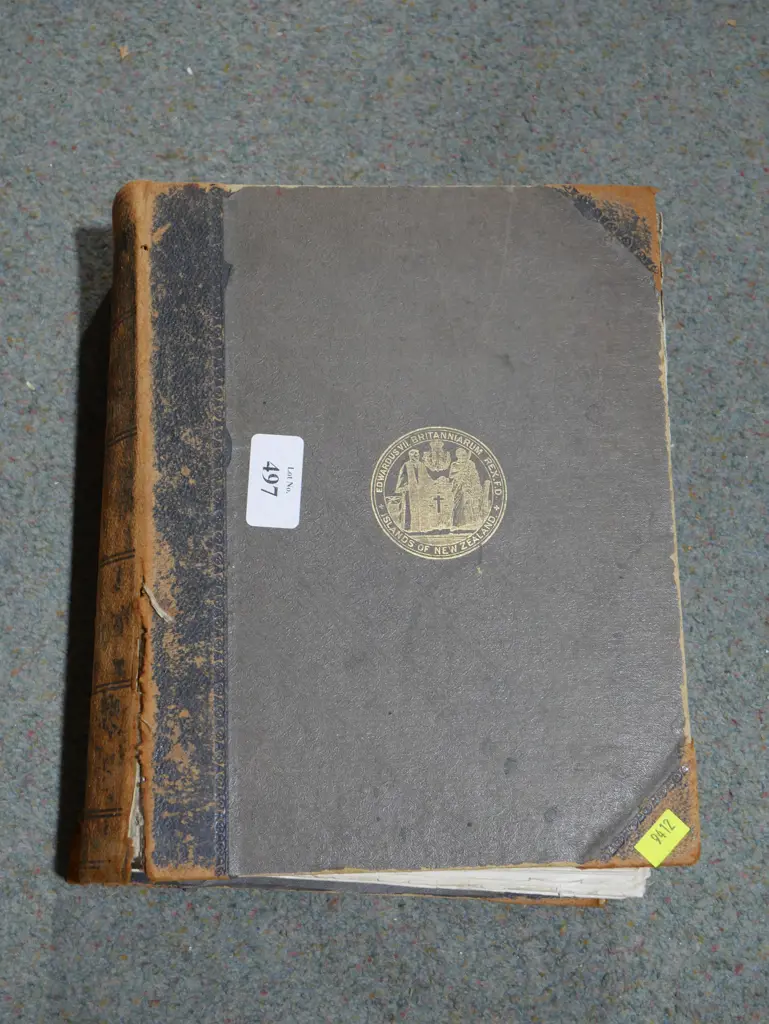 Lot No.
497
EDWARDUS VII. BRITANNIARUM REX. F.D.
ISLANDS OF NEW ZEALAND
9412